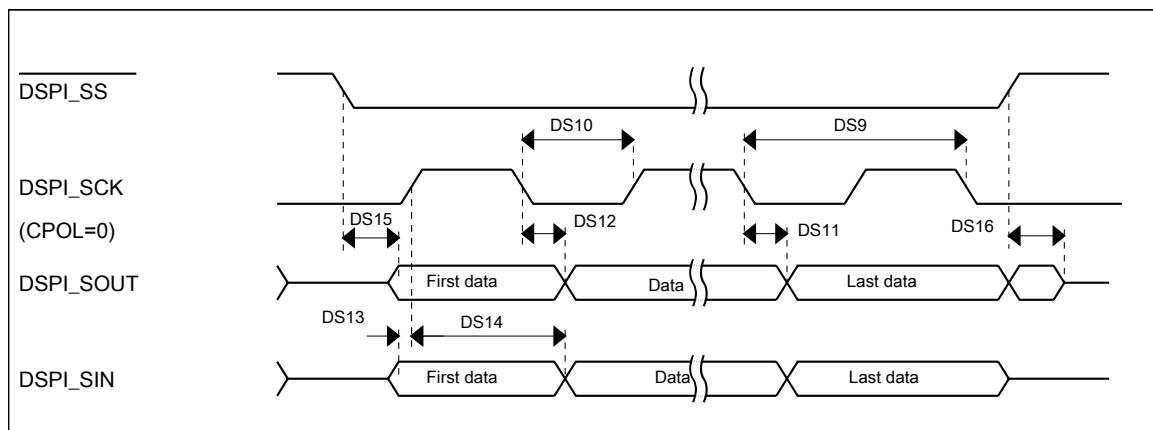 DSPI_SS
DS10
DS9
DSPI_SCK
(CPOL=0)
DS15
DS12
DS11
DS16
DSPI_SOUT
First data
Data
Last data
DS13
DS14
DSPI_SIN
First data
Data
Last data